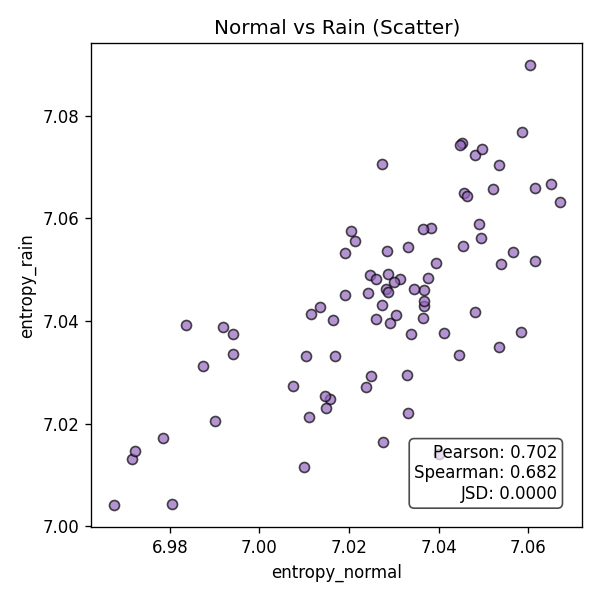 Normal vs Rain (Scatter)
7.08
7.06
7.04
7.02
7.00
entropy_rain
Pearson: 0.702
Spearman: 0.682
JSD: 0.0000
6.98 7.00 7.02 7.04 7.06
entropy_normal